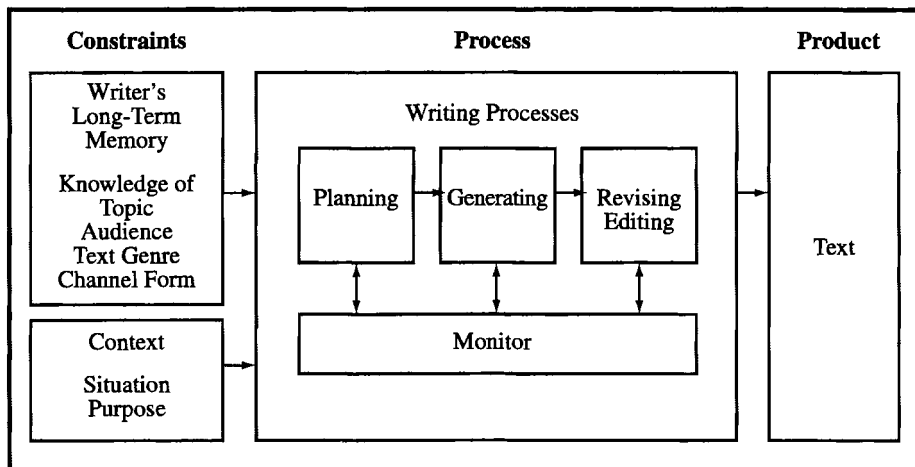 Constraints
Process
Product
Writer's
Long-Term
Memory
Knowledge of
Topic
Audience
Text Genre
Channel Form
Context
Situation
Purpose
Writing Processes
Planning
Generating
Revising
Editing
Monitor
Text